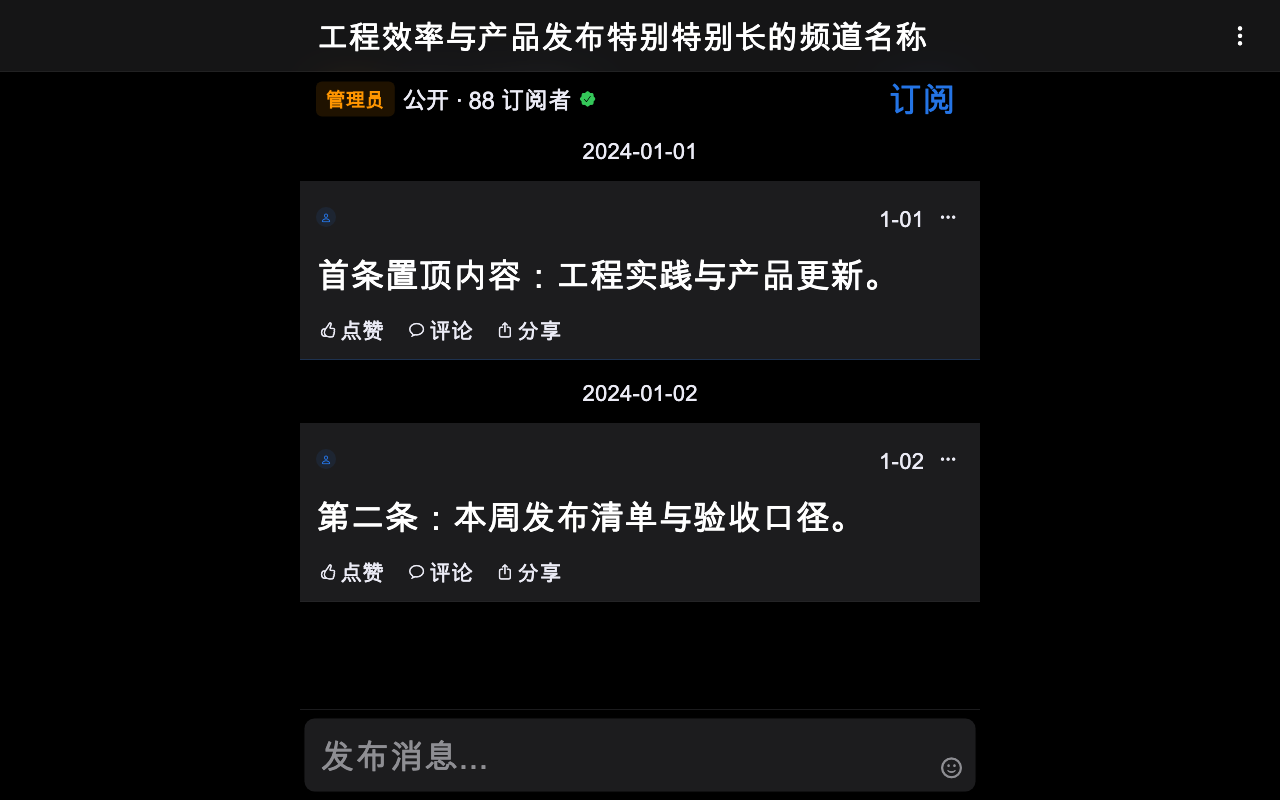 工程效率与产品发布特别特别长的频道名称
管理员 公开 · 88 订阅者 订阅
2024-01-01
1-01
首条置顶内容：工程实践与产品更新。
点赞 评论 分享
2024-01-02
1-02
第二条：本周发布清单与验收口径。
点赞 评论 分享
发布消息...